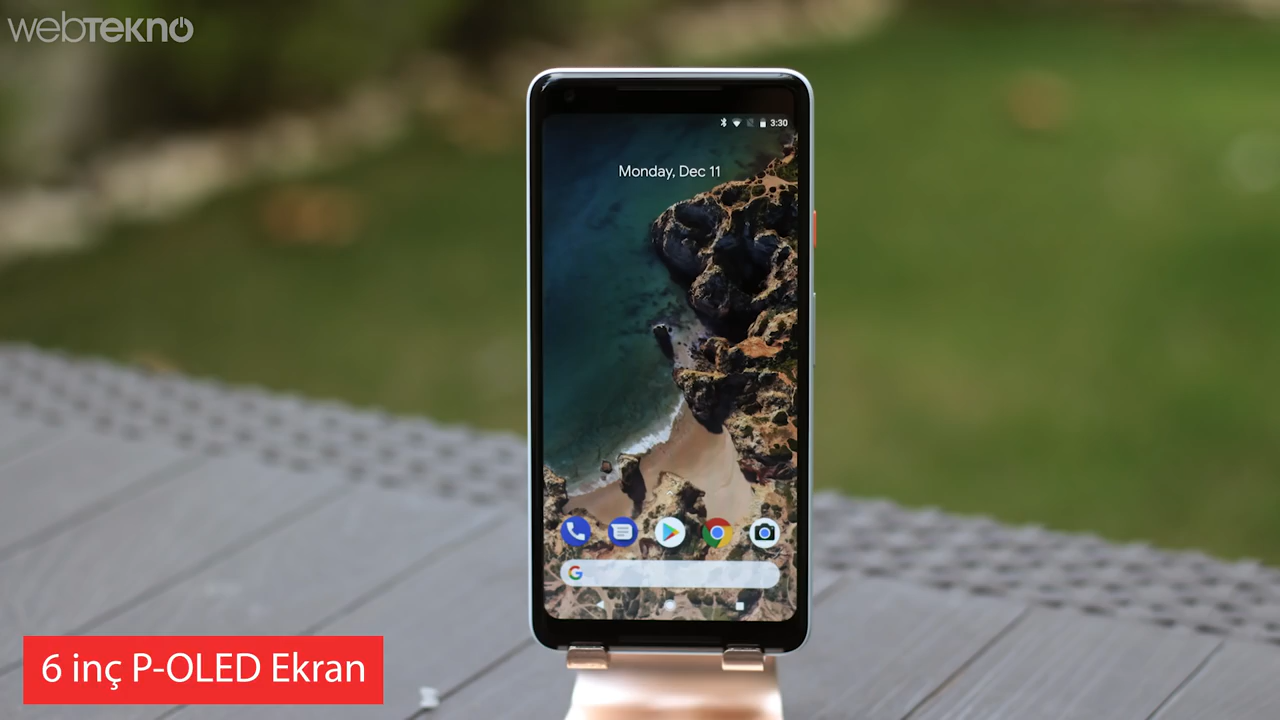 webTEKNO
3:30
Monday, Dec 11
G
6 inç P-OLED Ekran